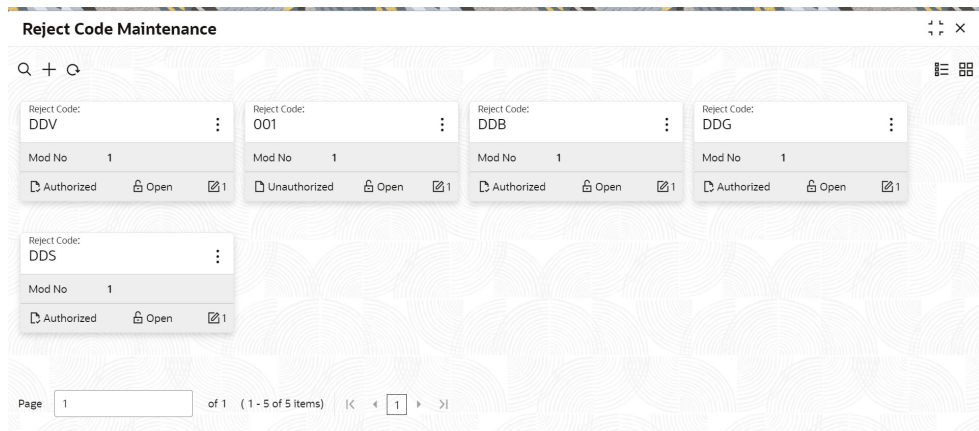 Reject Code Maintenance
Reject Code: Reject Code: Reject Code: Reject Code:
DDV 001 DDB DDG
Mod No 1 Mod No 1 Mod No 1 Mod No 1
Authorized Open 1 Unauthorized Open 1 Authorized Open 1 Authorized Open 1
Reject Code:
DDS
Mod No 1
Authorized Open 1
Page 1 of 1 ( 1 - 5 of 5 items) 1